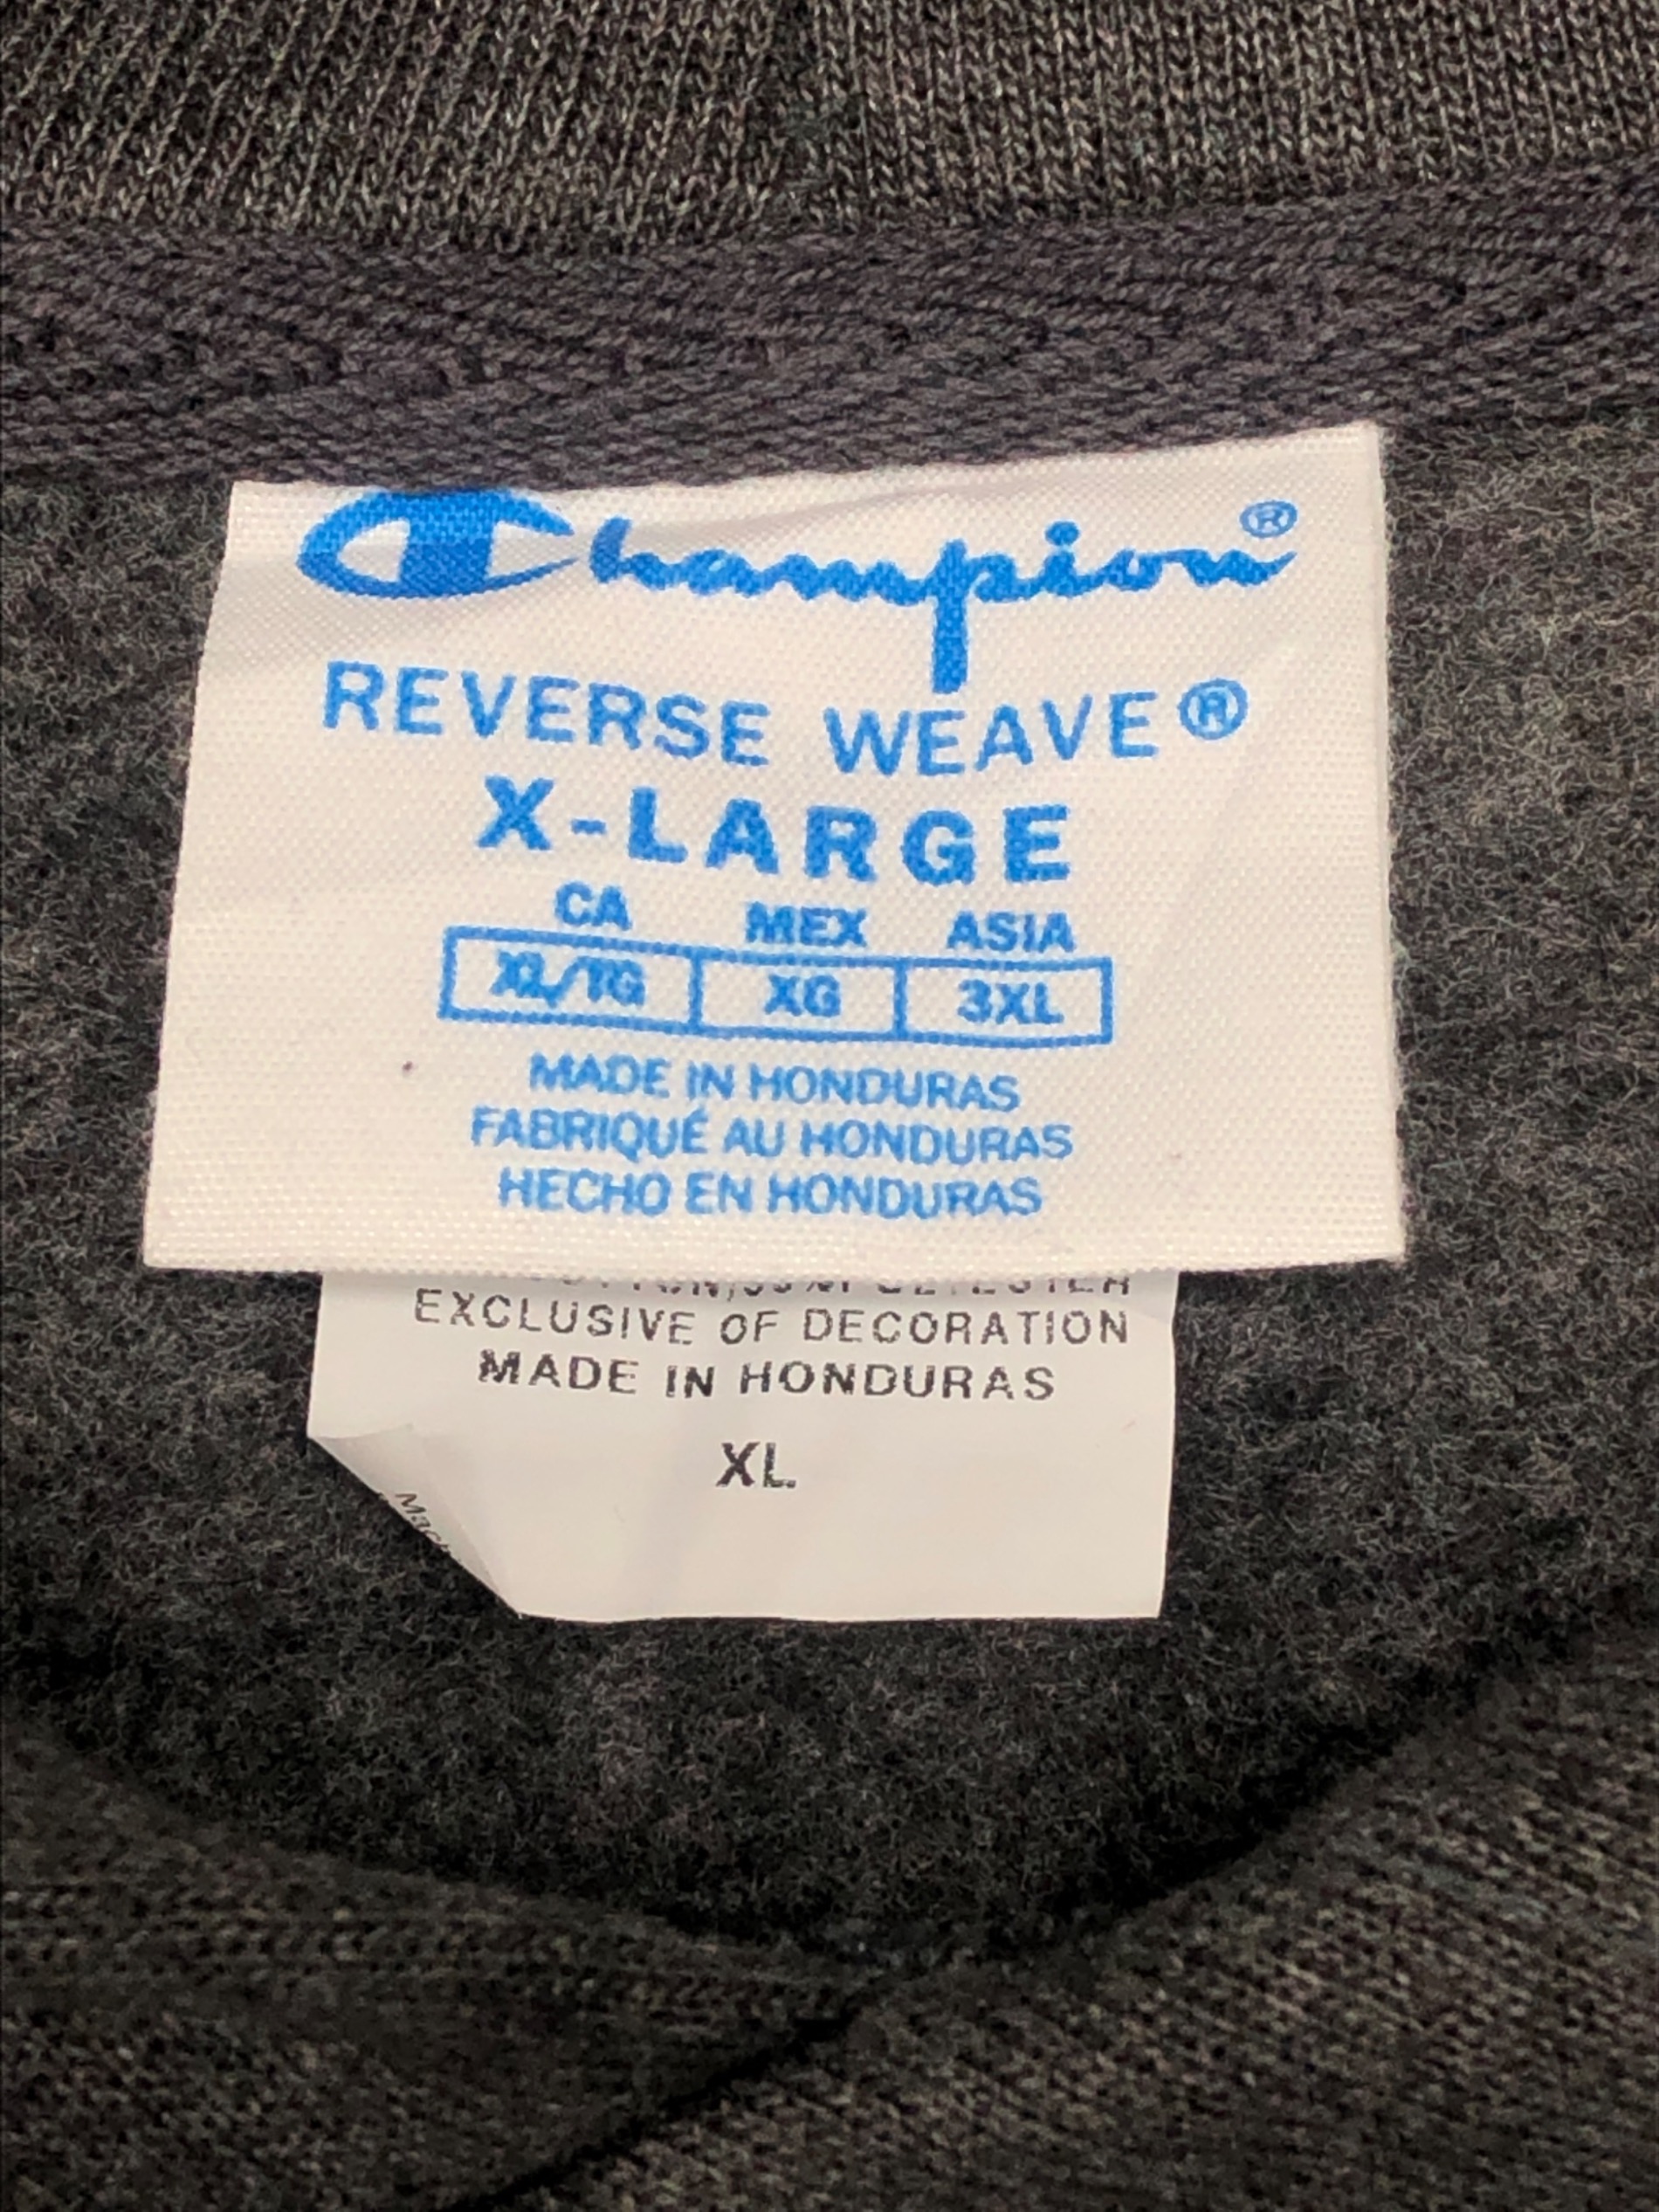 Champion®
REVERSE WEAVE®
X-LARGE
CA MEX ASIA
XL/TG XG 3XL
MADE IN HONDURAS
FABRIQUÉ AU HONDURAS
HECHO EN HONDURAS
EXCLUSIVE OF DECORATION
MADE IN HONDURAS
XL